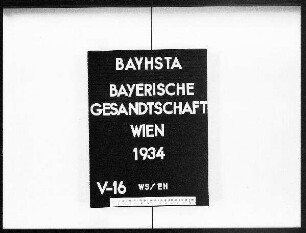 BAYHSTA
BAYERISCHE
GESANDTSCHAFT
WIEN
1934
V-16 WS/EH